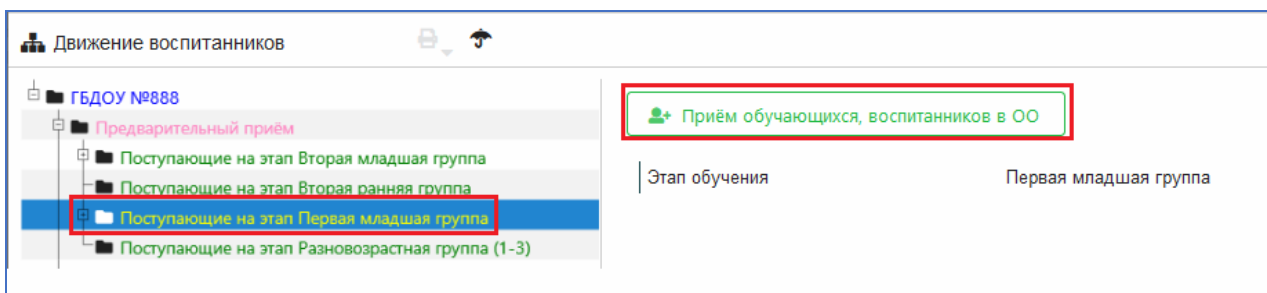 Движение воспитанников
ГБДОУ №888
Предварительный приём
Поступающие на этап Вторая младшая группа
Поступающие на этап Вторая ранняя группа
Поступающие на этап Первая младшая группа
Поступающие на этап Разновозрастная группа (1-3)
Приём обучающихся, воспитанников в ОО
Этап обучения Первая младшая группа